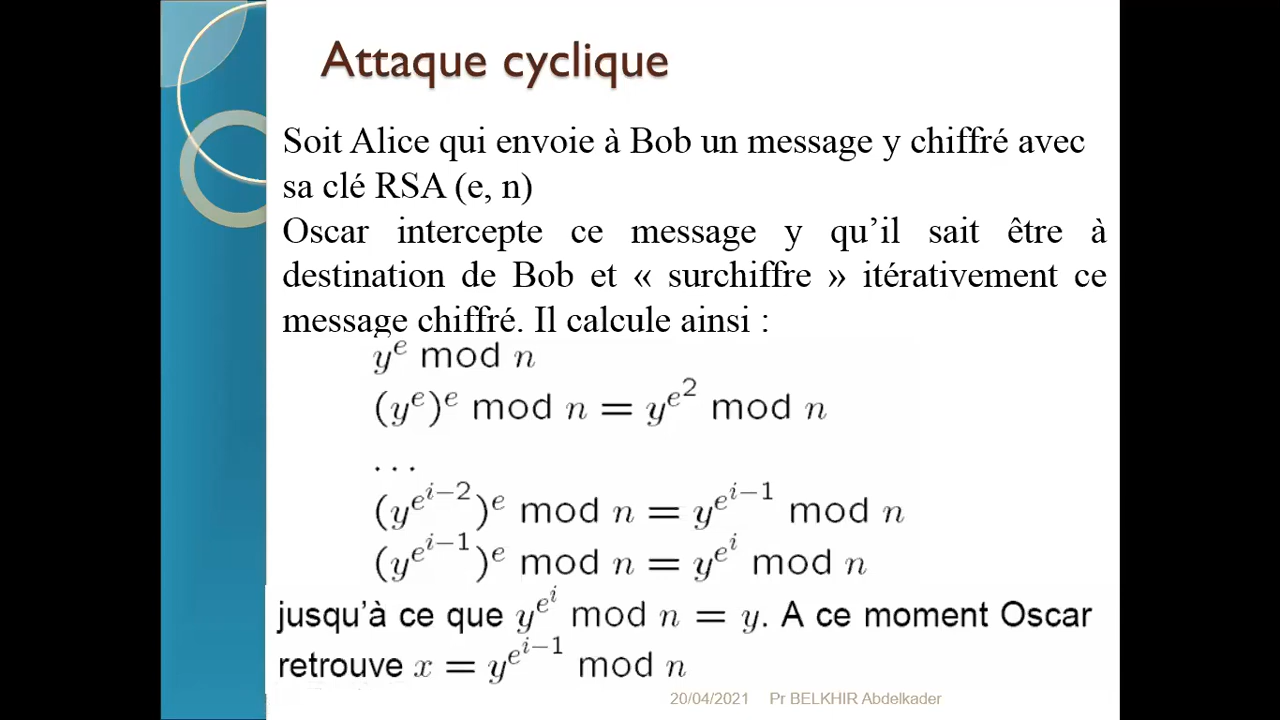 Attaque cyclique
Soit Alice qui envoie à Bob un message y chiffré avec
sa clé RSA (e, n)
Oscar intercepte ce message y qu’il sait être à
destination de Bob et « surchiffre » itérativement ce
message chiffré. Il calcule ainsi :
y^e mod n
(y^e)^e mod n = y^{e^2} mod n
...
(y^{e^{i−2}})^e mod n = y^{e^{i−1}} mod n
(y^{e^{i−1}})^e mod n = y^{e^i} mod n
jusqu’à ce que y^{e^i} mod n = y. A ce moment Oscar
retrouve x = y^{e^{i−1}} mod n
20/04/2021 Pr BELKHIR Abdelkader